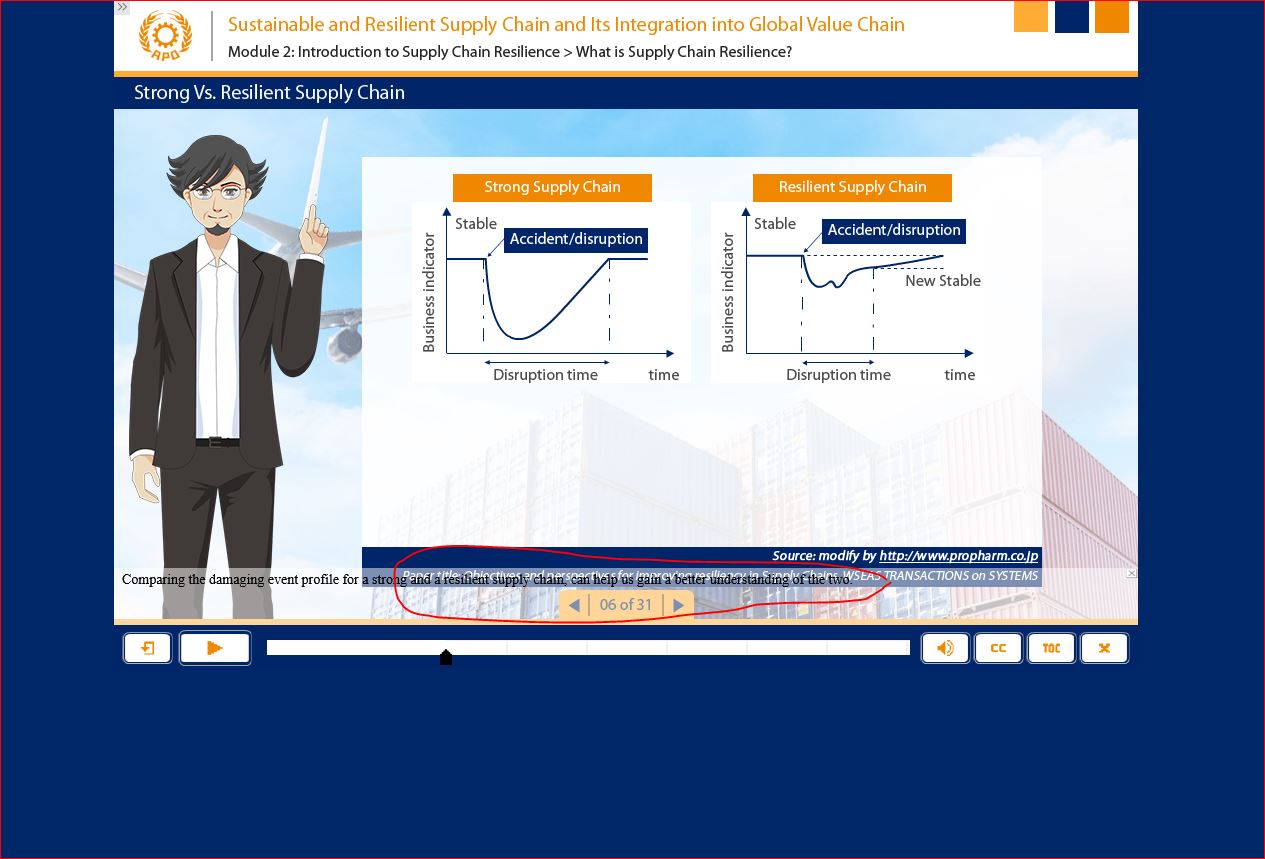 Sustainable and Resilient Supply Chain and Its Integration into Global Value Chain
APO
Module 2: Introduction to Supply Chain Resilience > What is Supply Chain Resilience?
Strong Vs. Resilient Supply Chain
Strong Supply Chain
Stable
Accident/disruption
Business indicator
Disruption time
time
Resilient Supply Chain
Stable
Accident/disruption
New Stable
Business indicator
Disruption time
time
Source: modify by http://www.propharm.co.jp
Paper title: Objectives and perspectives for improving resiliency in Supply Chains, WSEAS TRANSACTIONS on SYSTEMS
Comparing the damaging event profile for a strong and a resilient supply chain, can help us gain a better understanding of the two.
06 of 31
CC
TOC